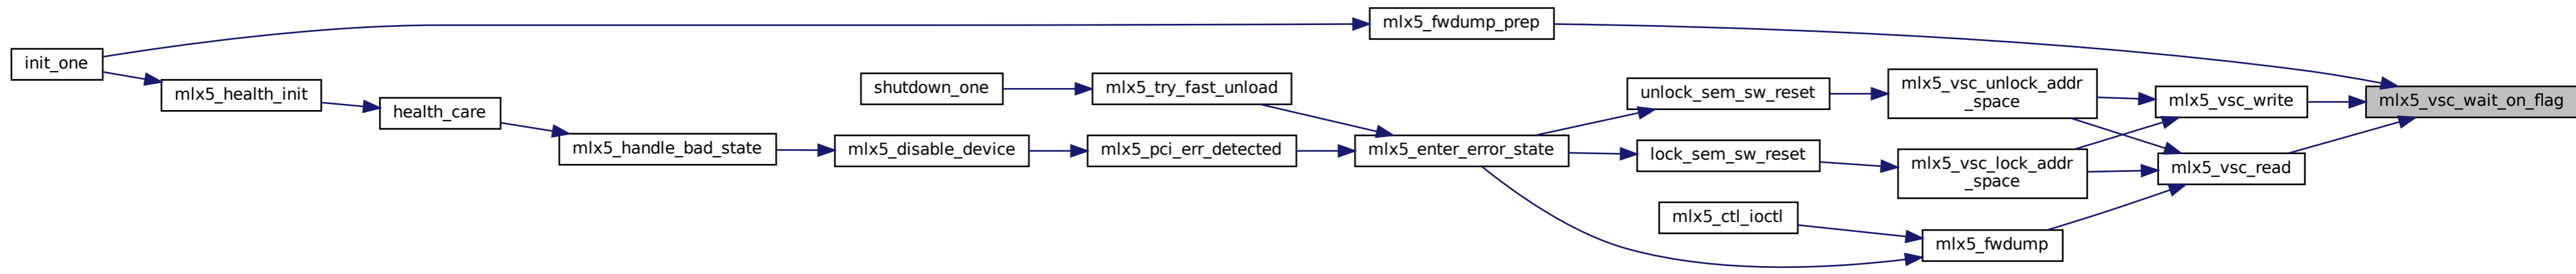 init_one
mlx5_health_init
health_care
mlx5_handle_bad_state
mlx5_disable_device
shutdown_one
mlx5_try_fast_unload
mlx5_pci_err_detected
mlx5_fwdump_prep
mlx5_enter_error_state
unlock_sem_sw_reset
lock_sem_sw_reset
mlx5_ctl_ioctl
mlx5_vsc_unlock_addr
_space
mlx5_vsc_lock_addr
_space
mlx5_fwdump
mlx5_vsc_write
mlx5_vsc_read
mlx5_vsc_wait_on_flag